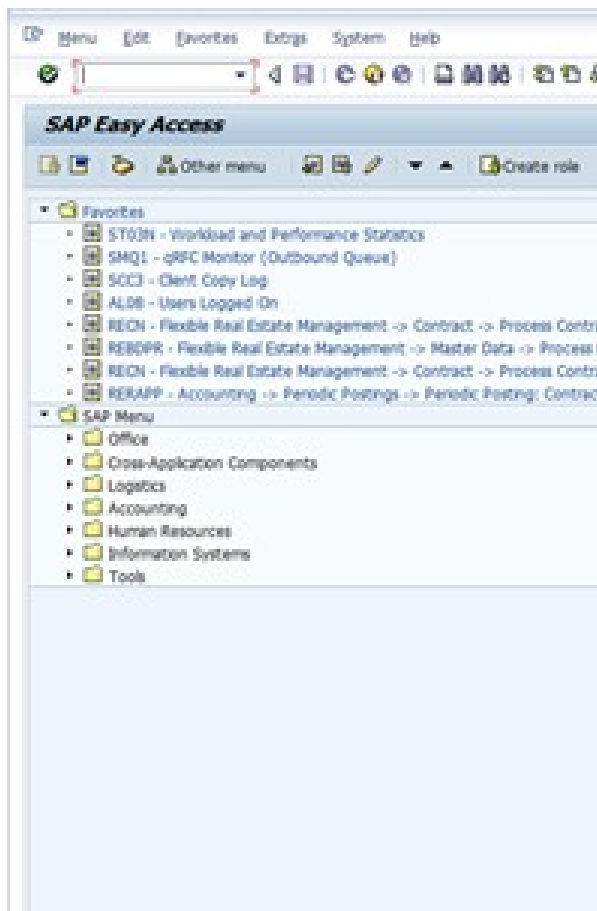 Menu Edit Favorites Extras System Help
SAP Easy Access
Other menu Create role
Favorites
ST03N - Workload and Performance Statistics
SMQ1 - qRFC Monitor (Outbound Queue)
SCC3 - Client Copy Log
AL08 - Users Logged On
RECN - Flexible Real Estate Management -> Contract -> Process Contr
REBDPR - Flexible Real Estate Management -> Master Data -> Process
RECN - Flexible Real Estate Management -> Contract -> Process Contr
RERAPP - Accounting -> Periodic Postings -> Periodic Posting: Contrac
SAP Menu
Office
Cross-Application Components
Logistics
Accounting
Human Resources
Information Systems
Tools